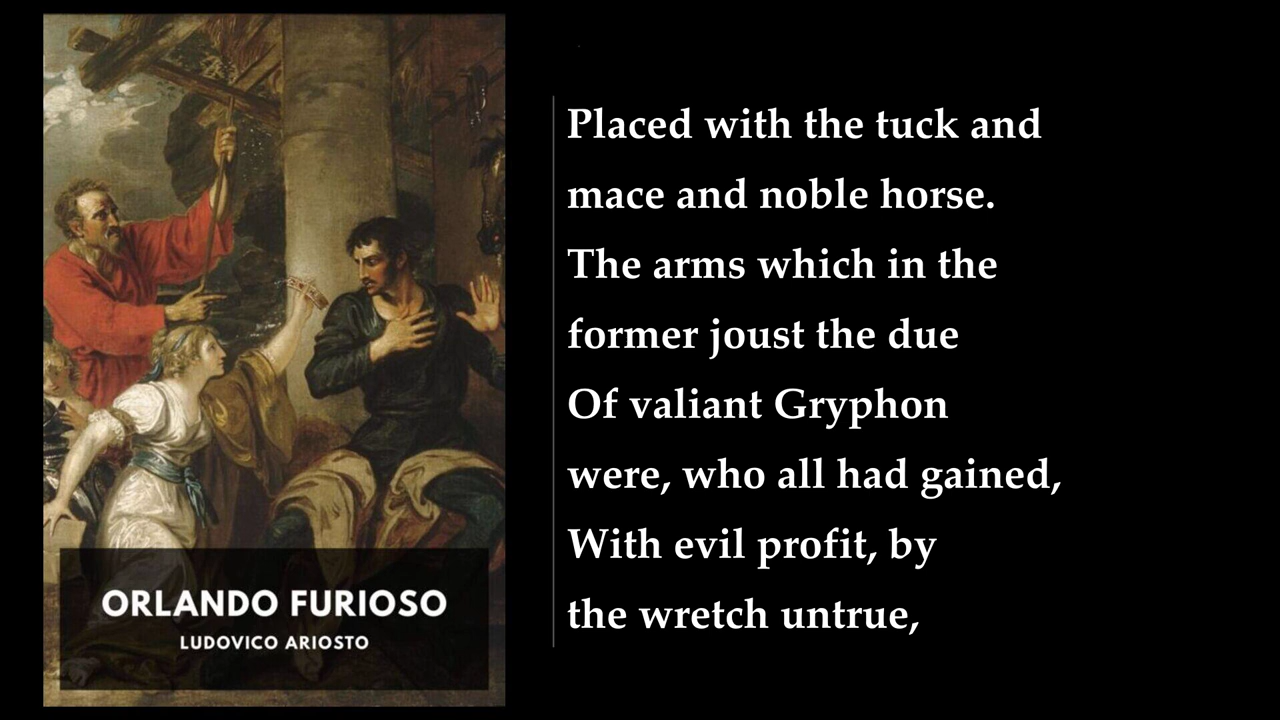 ORLANDO FURIOSO
LUDOVICO ARIOSTO
Placed with the tuck and
mace and noble horse.
The arms which in the
former joust the due
Of valiant Gryphon
were, who all had gained,
With evil profit, by
the wretch untrue,